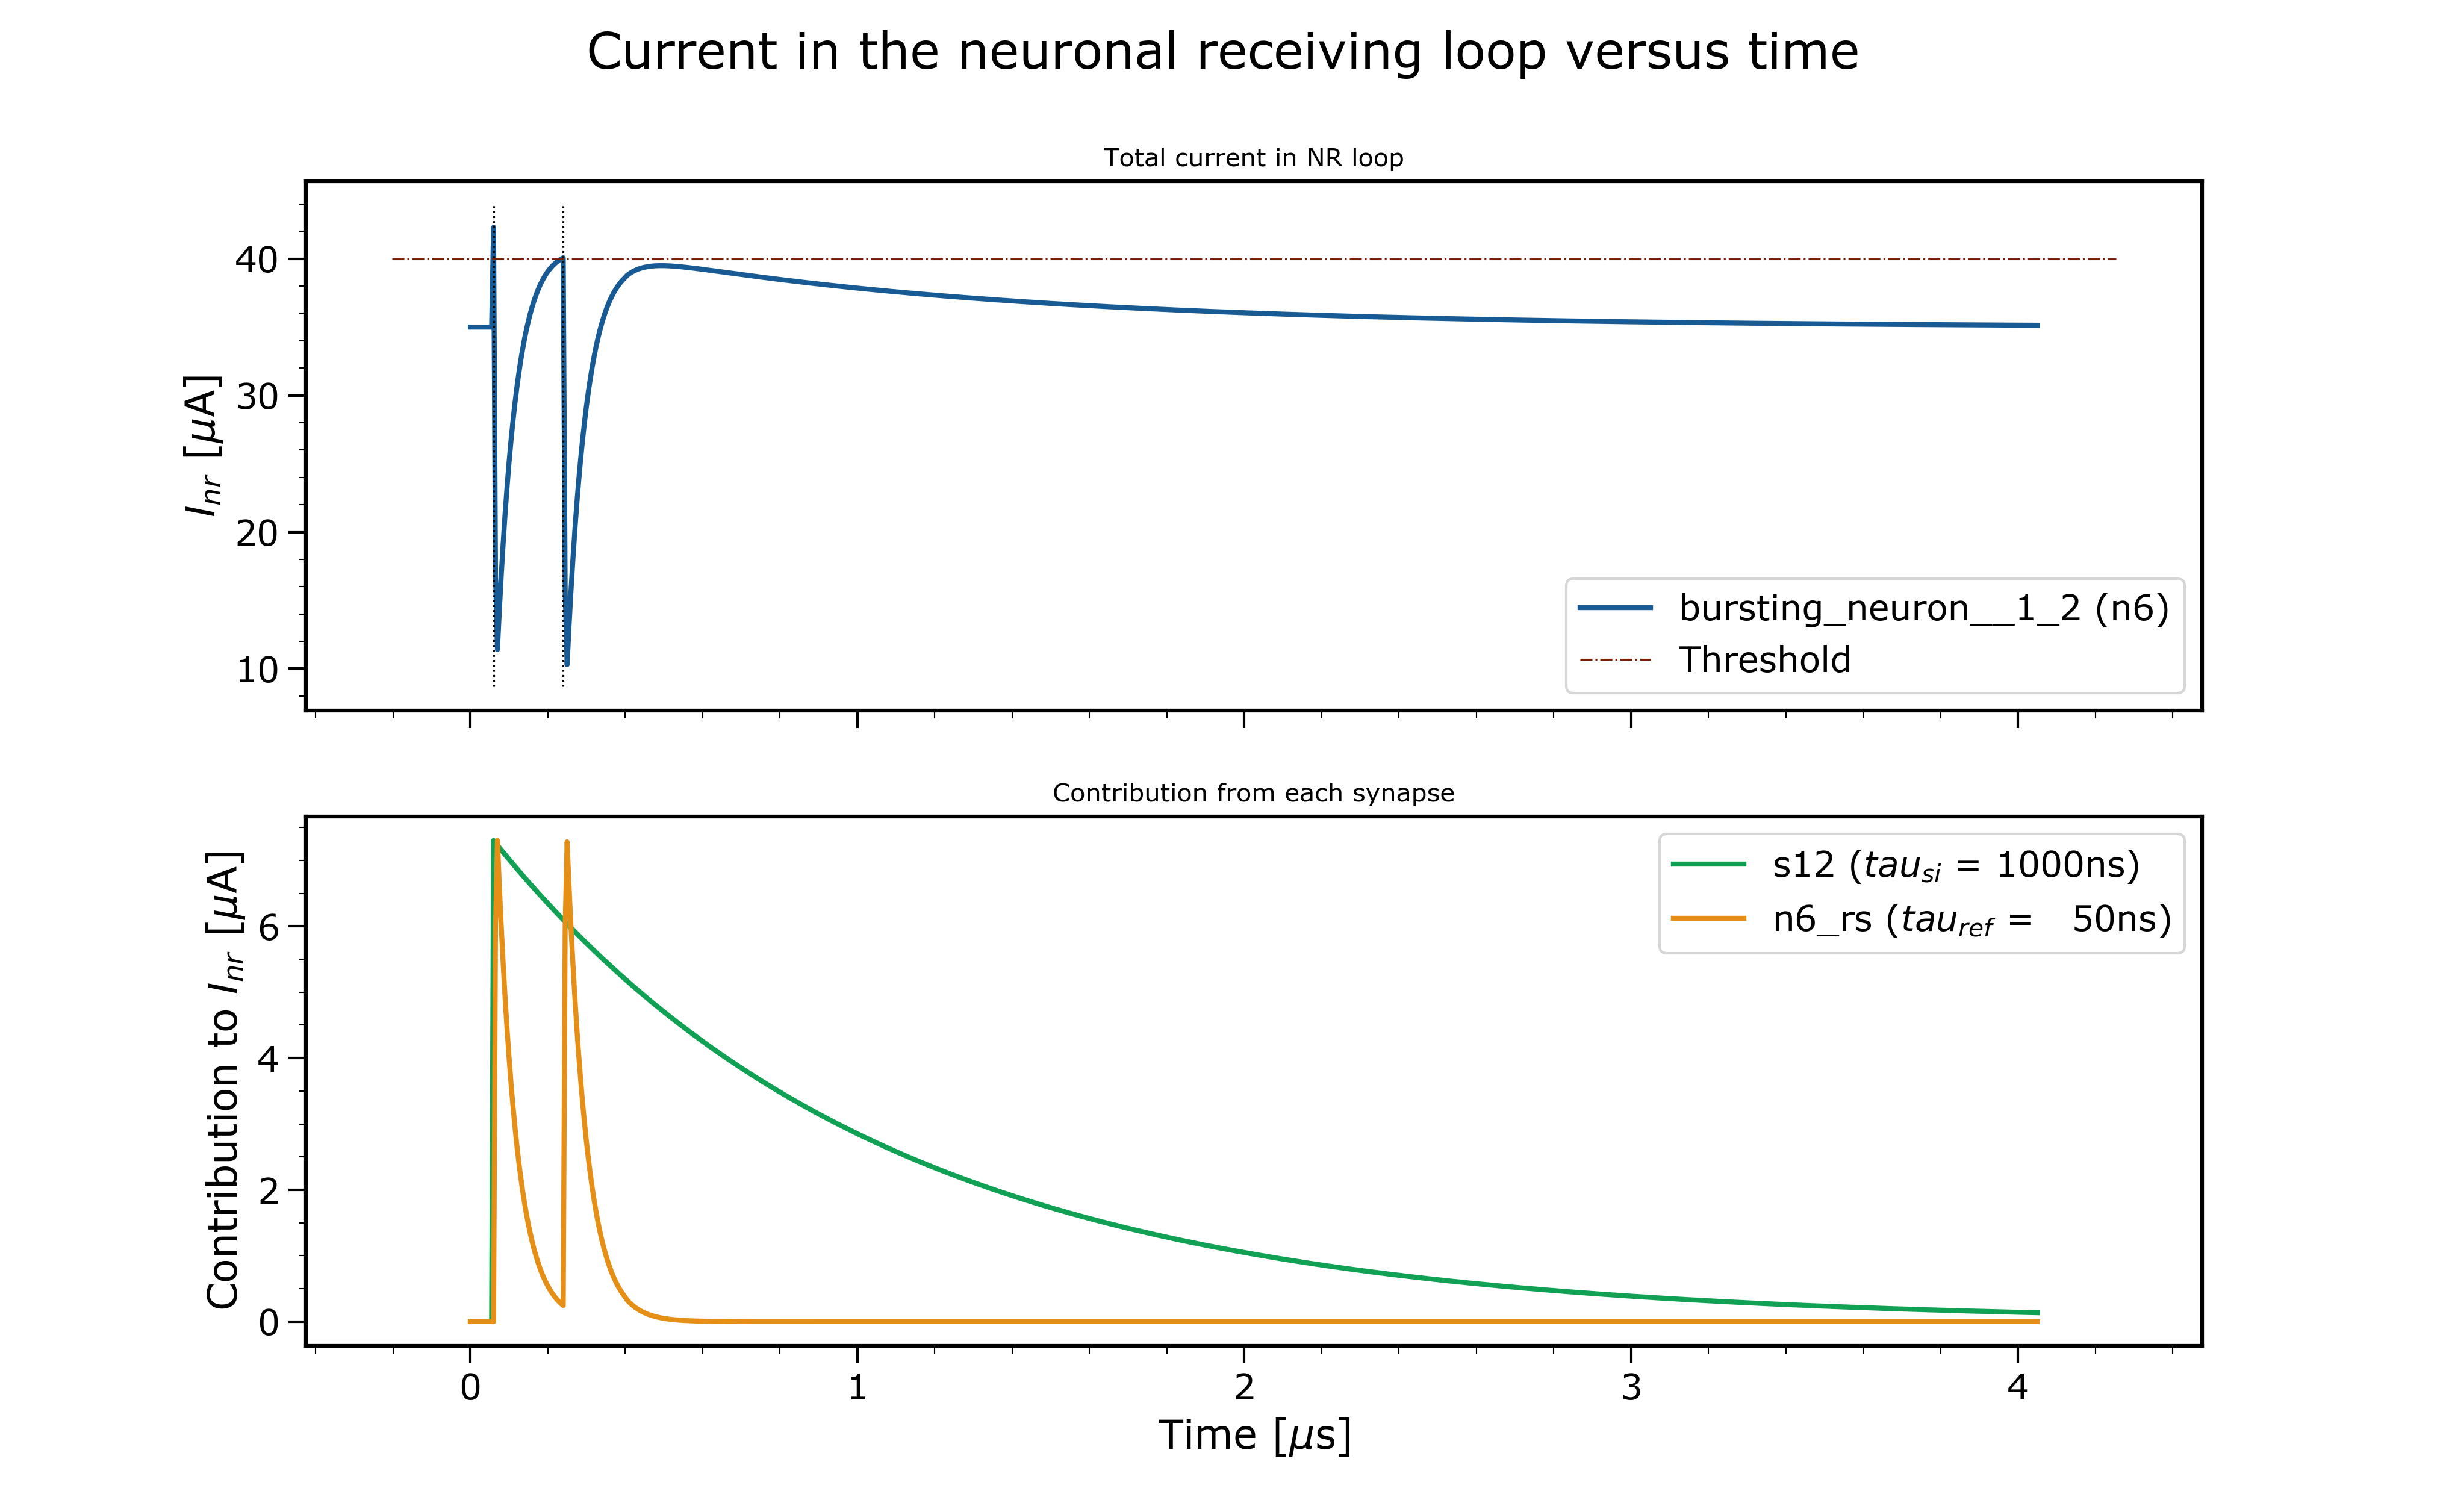 Current in the neuronal receiving loop versus time
Total current in NR loop
I_nr [μA]
40
30
20
10
bursting_neuron__1_2 (n6)
Threshold
Contribution from each synapse
Contribution to I_nr [μA]
6
4
2
0
s12 (tau_si = 1000ns)
n6_rs (tau_ref = 50ns)
0 1 2 3 4
Time [μs]